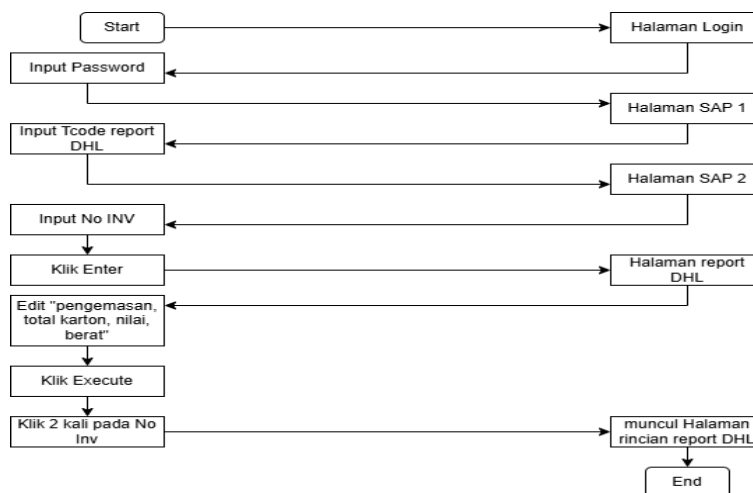 Start
Halaman Login
Input Password
Halaman SAP 1
Input Tcode report
DHL
Halaman SAP 2
Input No INV
Klik Enter
Halaman report
DHL
Edit "pengemasan,
total karton, nilai,
berat"
Klik Execute
Klik 2 kali pada No
Inv
muncul Halaman
rincian report DHL
End